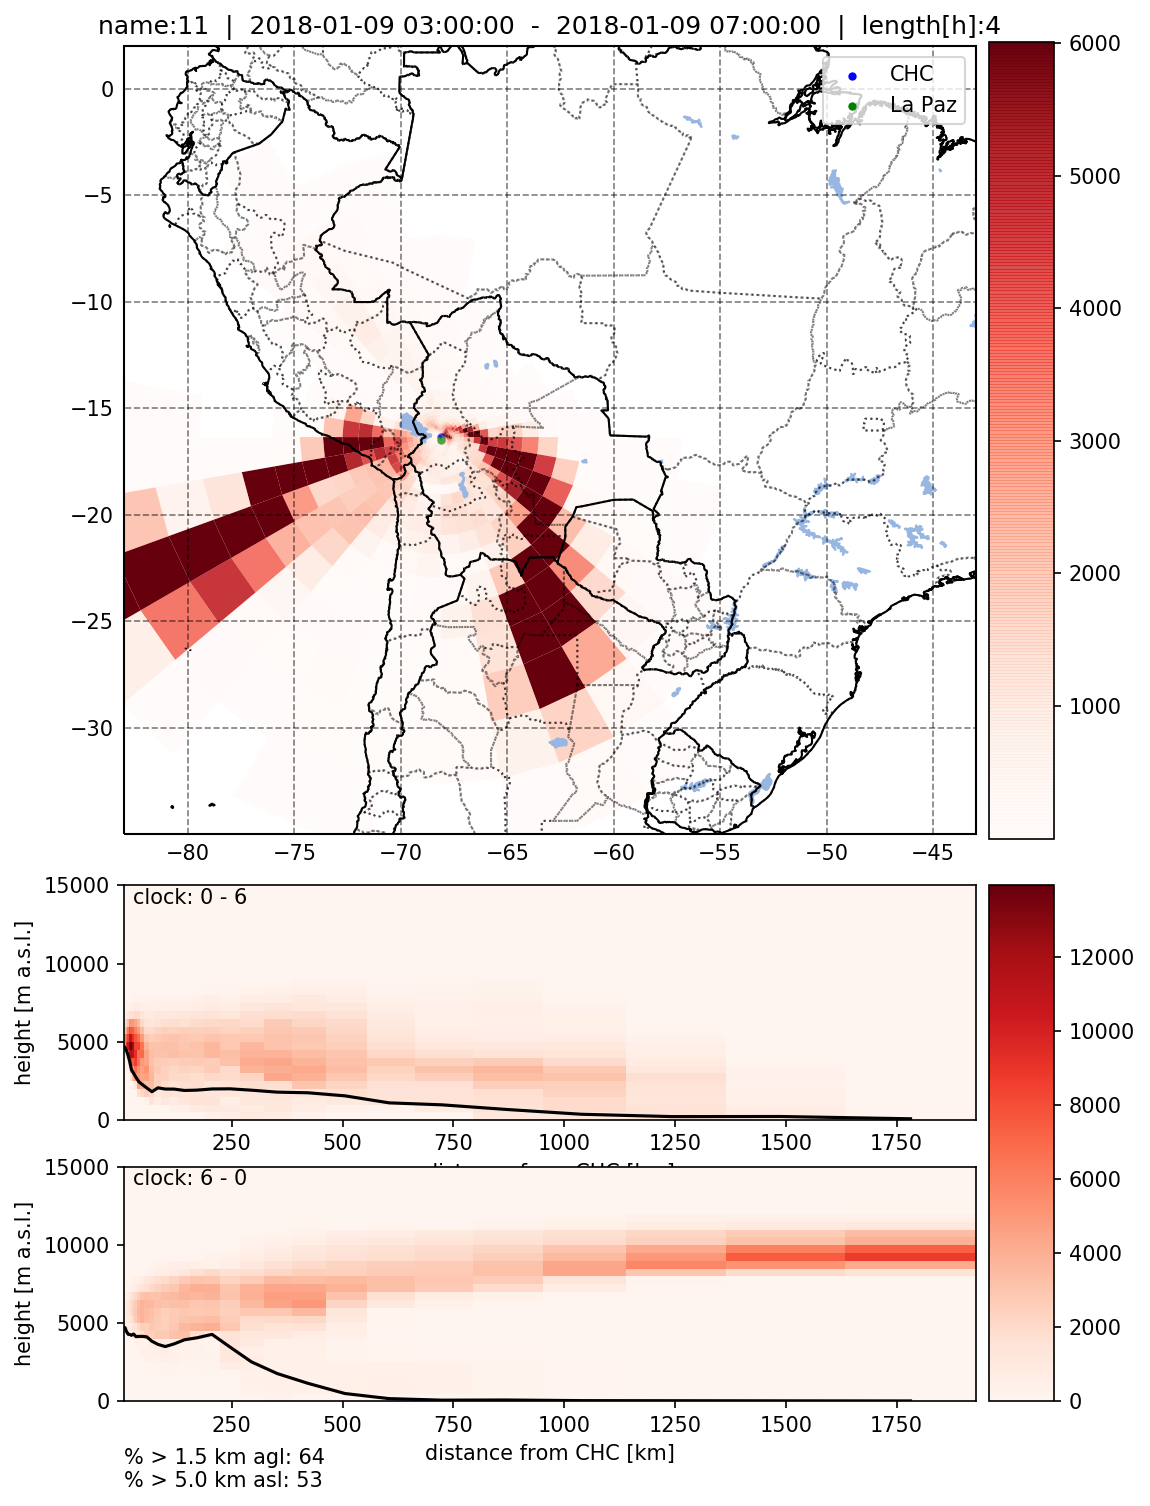 name:11 | 2018-01-09 03:00:00 - 2018-01-09 07:00:00 | length[h]:4
CHC
La Paz
0
−5
−10
−15
−20
−25
−30
−80 −75 −70 −65 −60 −55 −50 −45
6000
5000
4000
3000
2000
1000
clock: 0 - 6
height [m a.s.l.]
15000
10000
5000
0
250 500 750 1000 1250 1500 1750
clock: 6 - 0
height [m a.s.l.]
15000
10000
5000
0
250 500 750 1000 1250 1500 1750
distance from CHC [km]
12000
10000
8000
6000
4000
2000
0
% > 1.5 km agl: 64
% > 5.0 km asl: 53